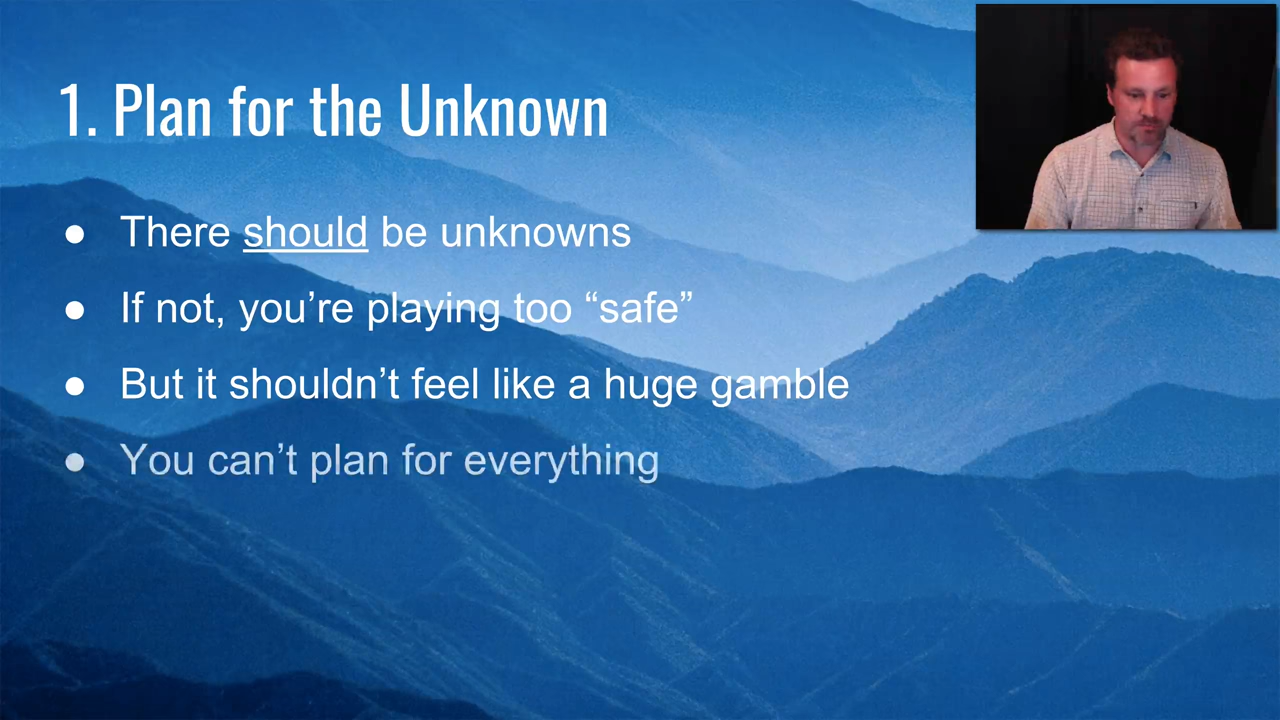 1. Plan for the Unknown
● There should be unknowns
● If not, you’re playing too “safe”
● But it shouldn’t feel like a huge gamble
● You can’t plan for everything